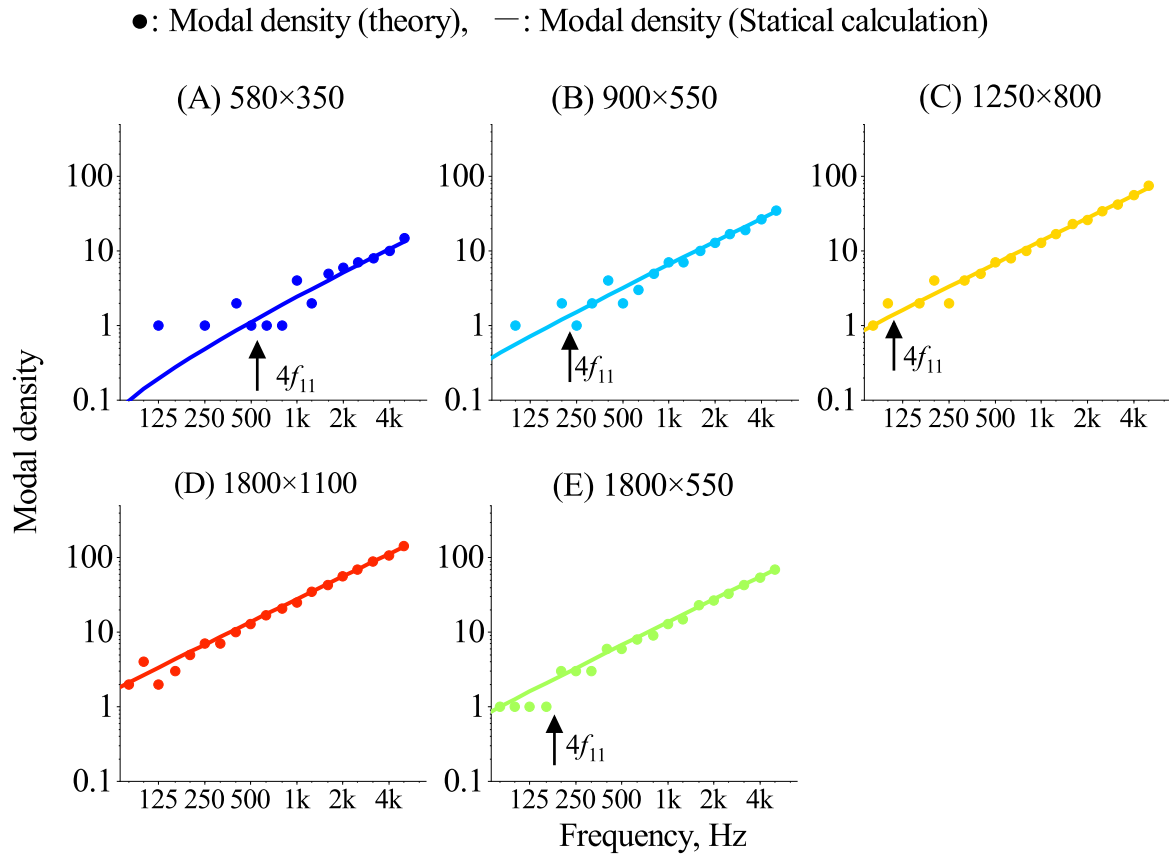 ●: Modal density (theory), —: Modal density (Statical calculation)
(A) 580×350
(B) 900×550
(C) 1250×800
100
10
1
0.1
4f11
125 250 500 1k 2k 4k
100
10
1
0.1
4f11
125 250 500 1k 2k 4k
100
10
1
0.1
4f11
125 250 500 1k 2k 4k
Modal density
(D) 1800×1100
(E) 1800×550
100
10
1
0.1
125 250 500 1k 2k 4k
100
10
1
0.1
4f11
125 250 500 1k 2k 4k
Frequency, Hz